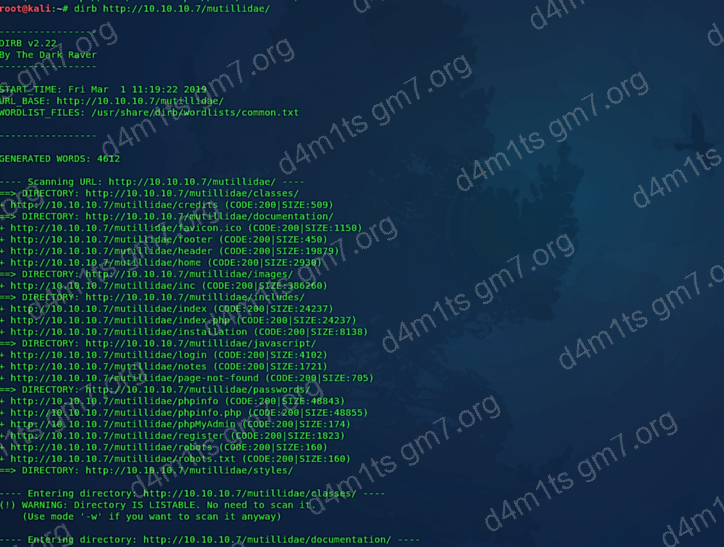 root@kali:~# dirb http://10.10.10.7/mutillidae/
-----------------
DIRB v2.22
By The Dark Raver
-----------------
START_TIME: Fri Mar  1 11:19:22 2019
URL_BASE: http://10.10.10.7/mutillidae/
WORDLIST_FILES: /usr/share/dirb/wordlists/common.txt
-----------------
GENERATED WORDS: 4612
---- Scanning URL: http://10.10.10.7/mutillidae/ ----
==> DIRECTORY: http://10.10.10.7/mutillidae/classes/
+ http://10.10.10.7/mutillidae/credits (CODE:200|SIZE:509)
==> DIRECTORY: http://10.10.10.7/mutillidae/documentation/
+ http://10.10.10.7/mutillidae/favicon.ico (CODE:200|SIZE:1150)
+ http://10.10.10.7/mutillidae/footer (CODE:200|SIZE:450)
+ http://10.10.10.7/mutillidae/header (CODE:200|SIZE:19879)
+ http://10.10.10.7/mutillidae/home (CODE:200|SIZE:2930)
==> DIRECTORY: http://10.10.10.7/mutillidae/images/
+ http://10.10.10.7/mutillidae/inc (CODE:200|SIZE:386260)
==> DIRECTORY: http://10.10.10.7/mutillidae/includes/
+ http://10.10.10.7/mutillidae/index (CODE:200|SIZE:24237)
+ http://10.10.10.7/mutillidae/index.php (CODE:200|SIZE:24237)
+ http://10.10.10.7/mutillidae/installation (CODE:200|SIZE:8138)
==> DIRECTORY: http://10.10.10.7/mutillidae/javascript/
+ http://10.10.10.7/mutillidae/login (CODE:200|SIZE:4102)
+ http://10.10.10.7/mutillidae/notes (CODE:200|SIZE:1721)
+ http://10.10.10.7/mutillidae/page-not-found (CODE:200|SIZE:705)
==> DIRECTORY: http://10.10.10.7/mutillidae/passwords/
+ http://10.10.10.7/mutillidae/phpinfo (CODE:200|SIZE:48843)
+ http://10.10.10.7/mutillidae/phpinfo.php (CODE:200|SIZE:48855)
+ http://10.10.10.7/mutillidae/phpMyAdmin (CODE:200|SIZE:174)
+ http://10.10.10.7/mutillidae/register (CODE:200|SIZE:1823)
+ http://10.10.10.7/mutillidae/robots (CODE:200|SIZE:160)
+ http://10.10.10.7/mutillidae/robots.txt (CODE:200|SIZE:160)
==> DIRECTORY: http://10.10.10.7/mutillidae/styles/
---- Entering directory: http://10.10.10.7/mutillidae/classes/ ----
(!) WARNING: Directory IS LISTABLE. No need to scan it.
(Use mode '-w' if you want to scan it anyway)
---- Entering directory: http://10.10.10.7/mutillidae/documentation/ ----
d4m1ts gm7.org